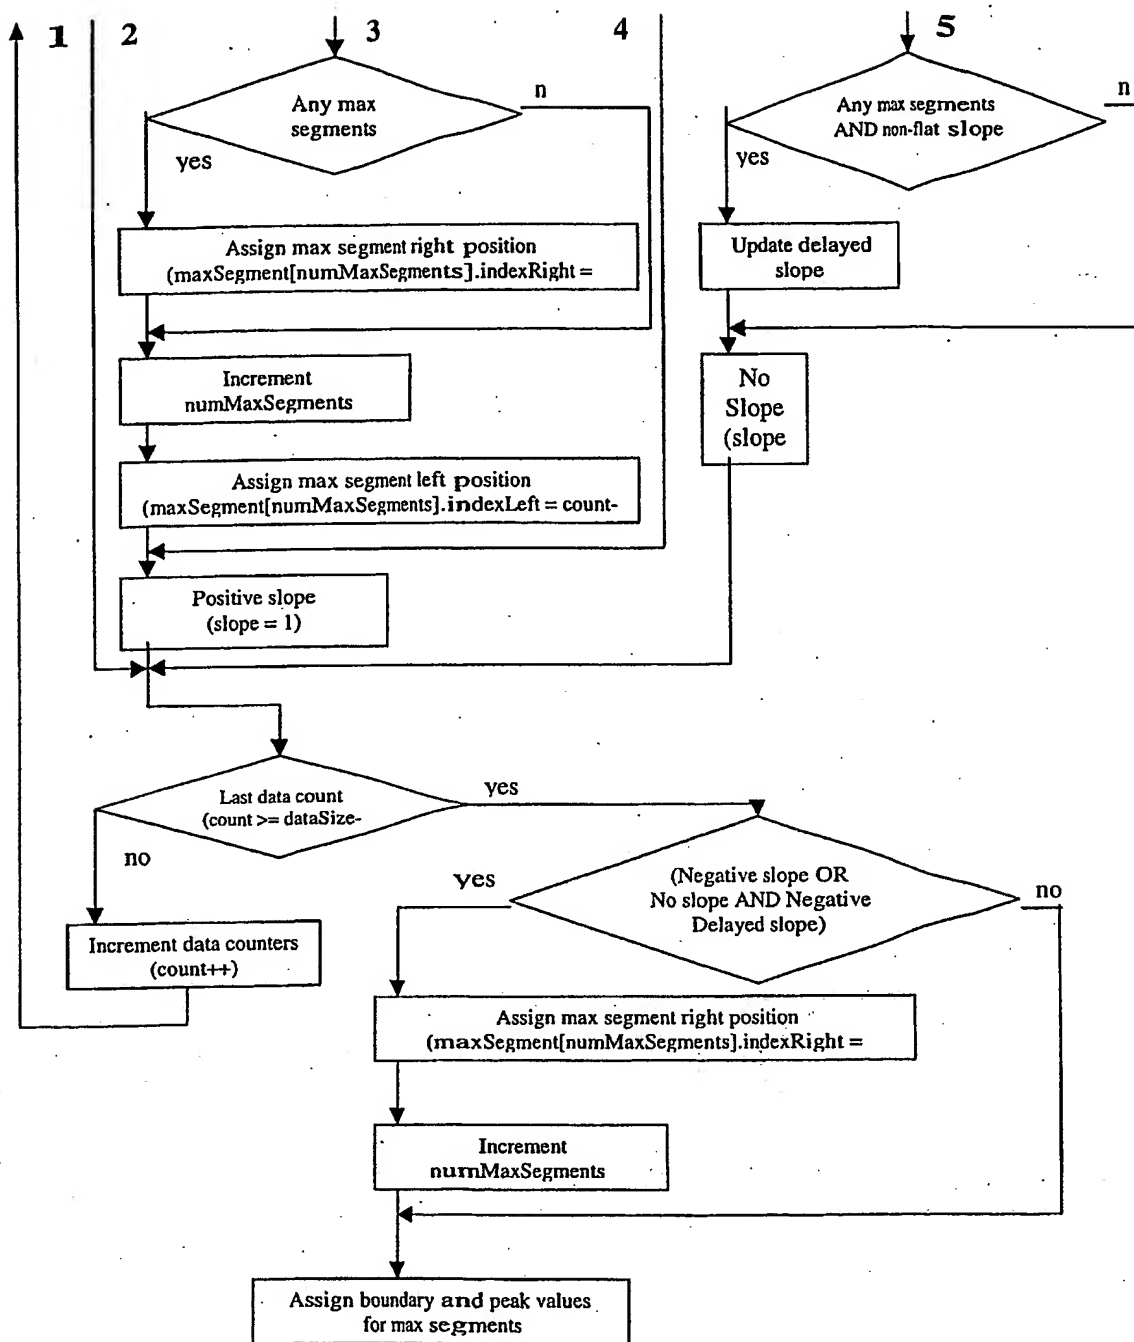 1
2
3
4
5
Any max
segments
n
yes
Any max segments
AND non-flat slope
n
yes
Assign max segment right position
(maxSegment[numMaxSegments].indexRight =
Update delayed
slope
Increment
numMaxSegments
No
Slope
(slope
Assign max segment left position
(maxSegment[numMaxSegments].indexLeft = count-
Positive slope
(slope = 1)
Last data count
(count >= dataSize-
yes
no
(Negative slope OR
No slope AND Negative
Delayed slope)
yes
no
Increment data counters
(count++)
Assign max segment right position
(maxSegment[numMaxSegments].indexRight =
Increment
numMaxSegments
Assign boundary and peak values
for max segments